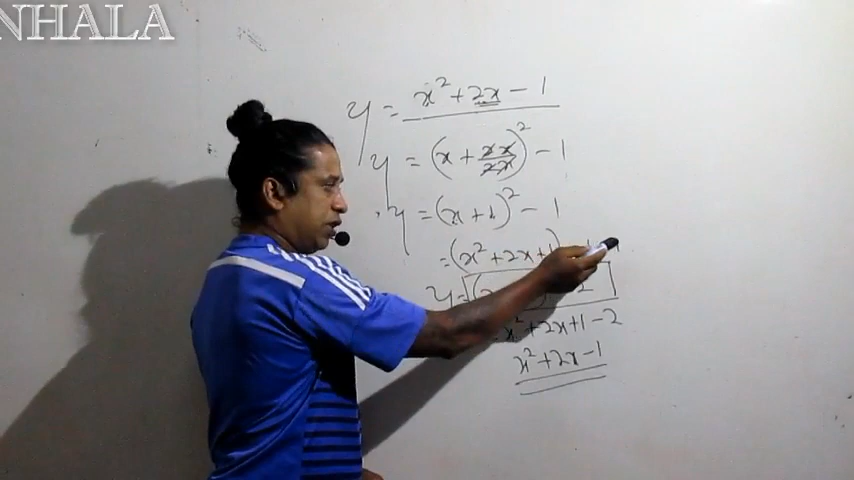 NHALA
y = x² + 2x - 1
y = (x + 2x/2x)² - 1
y = (x + 1)² - 1
= (x² + 2x + 1)
y =
x² + 2x + 1 - 2
x² + 2x - 1